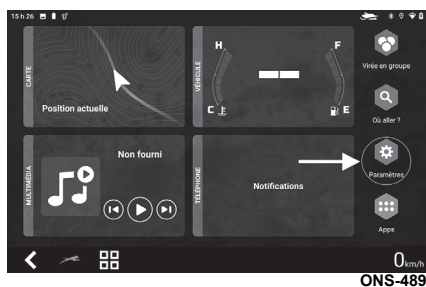 15 h 26
CARTE
Position actuelle
VÉHICULE
H
F
C
E
Virée en groupe
Où aller ?
MULTIMÉDIA
Non fourni
TÉLÉPHONE
Notifications
Paramètres
Apps
0km/h
ONS-489